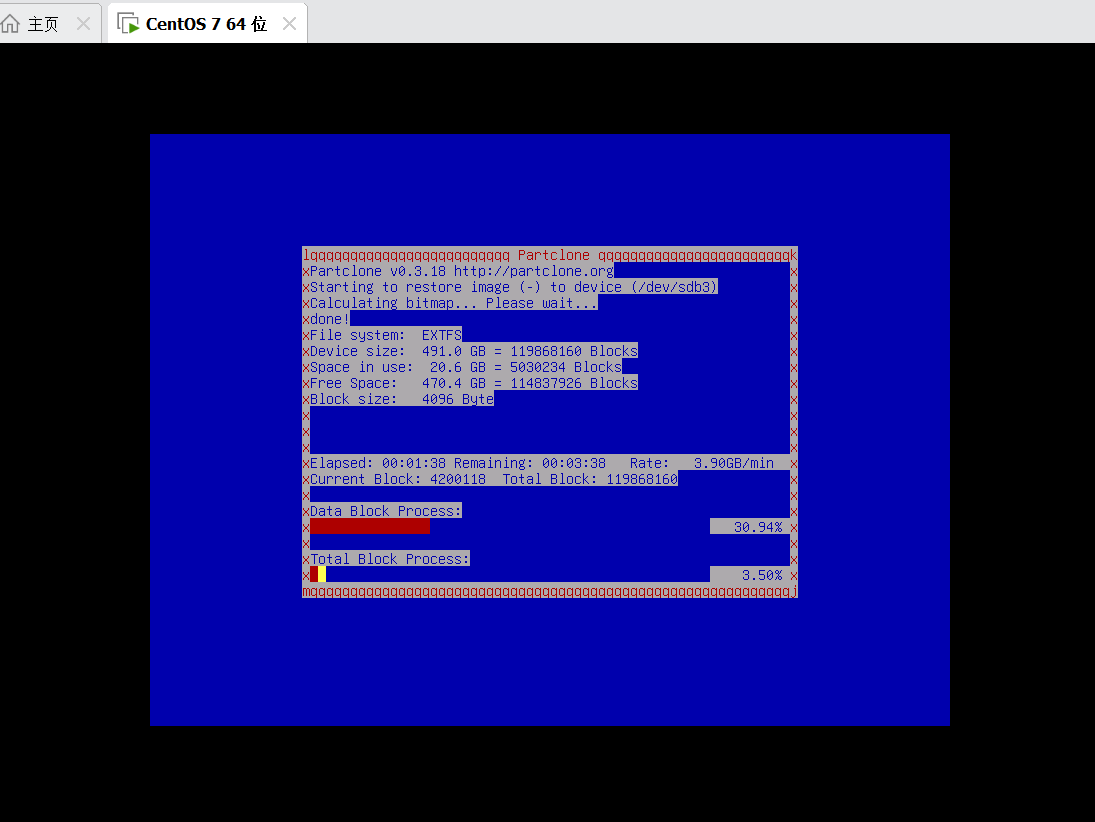 主页
CentOS 7 64 位
lqqqqqqqqqqqqqqqqqqqqqqqqq Partclone qqqqqqqqqqqqqqqqqqqqqqqqk
xPartclone v0.3.18 http://partclone.org x
xStarting to restore image (-) to device (/dev/sdb3) x
xCalculating bitmap... Please wait... x
xdone! x
xFile system:  EXTFS x
xDevice size:  491.0 GB = 119868160 Blocks x
xSpace in use:  20.6 GB = 5030234 Blocks x
xFree Space:   470.4 GB = 114837926 Blocks x
xBlock size:   4096 Byte x
x x
x x
x x
xElapsed: 00:01:38 Remaining: 00:03:38   Rate:   3.90GB/min  x
xCurrent Block: 4200118  Total Block: 119868160 x
x x
xData Block Process: x
x 30.94% x
x x
xTotal Block Process: x
x 3.50% x
mqqqqqqqqqqqqqqqqqqqqqqqqqqqqqqqqqqqqqqqqqqqqqqqqqqqqqqqqqqqqj